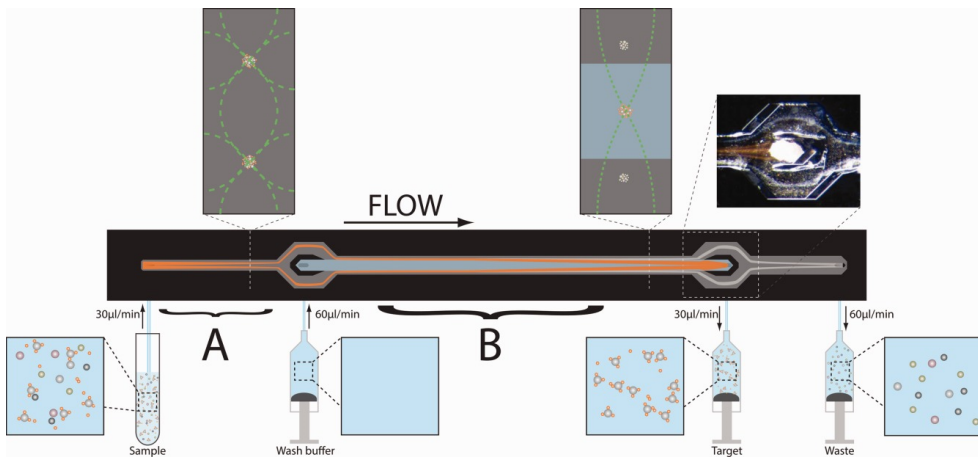 FLOW
30µl/min
A
60µl/min
B
30µl/min
60µl/min
Sample
Wash buffer
Target
Waste